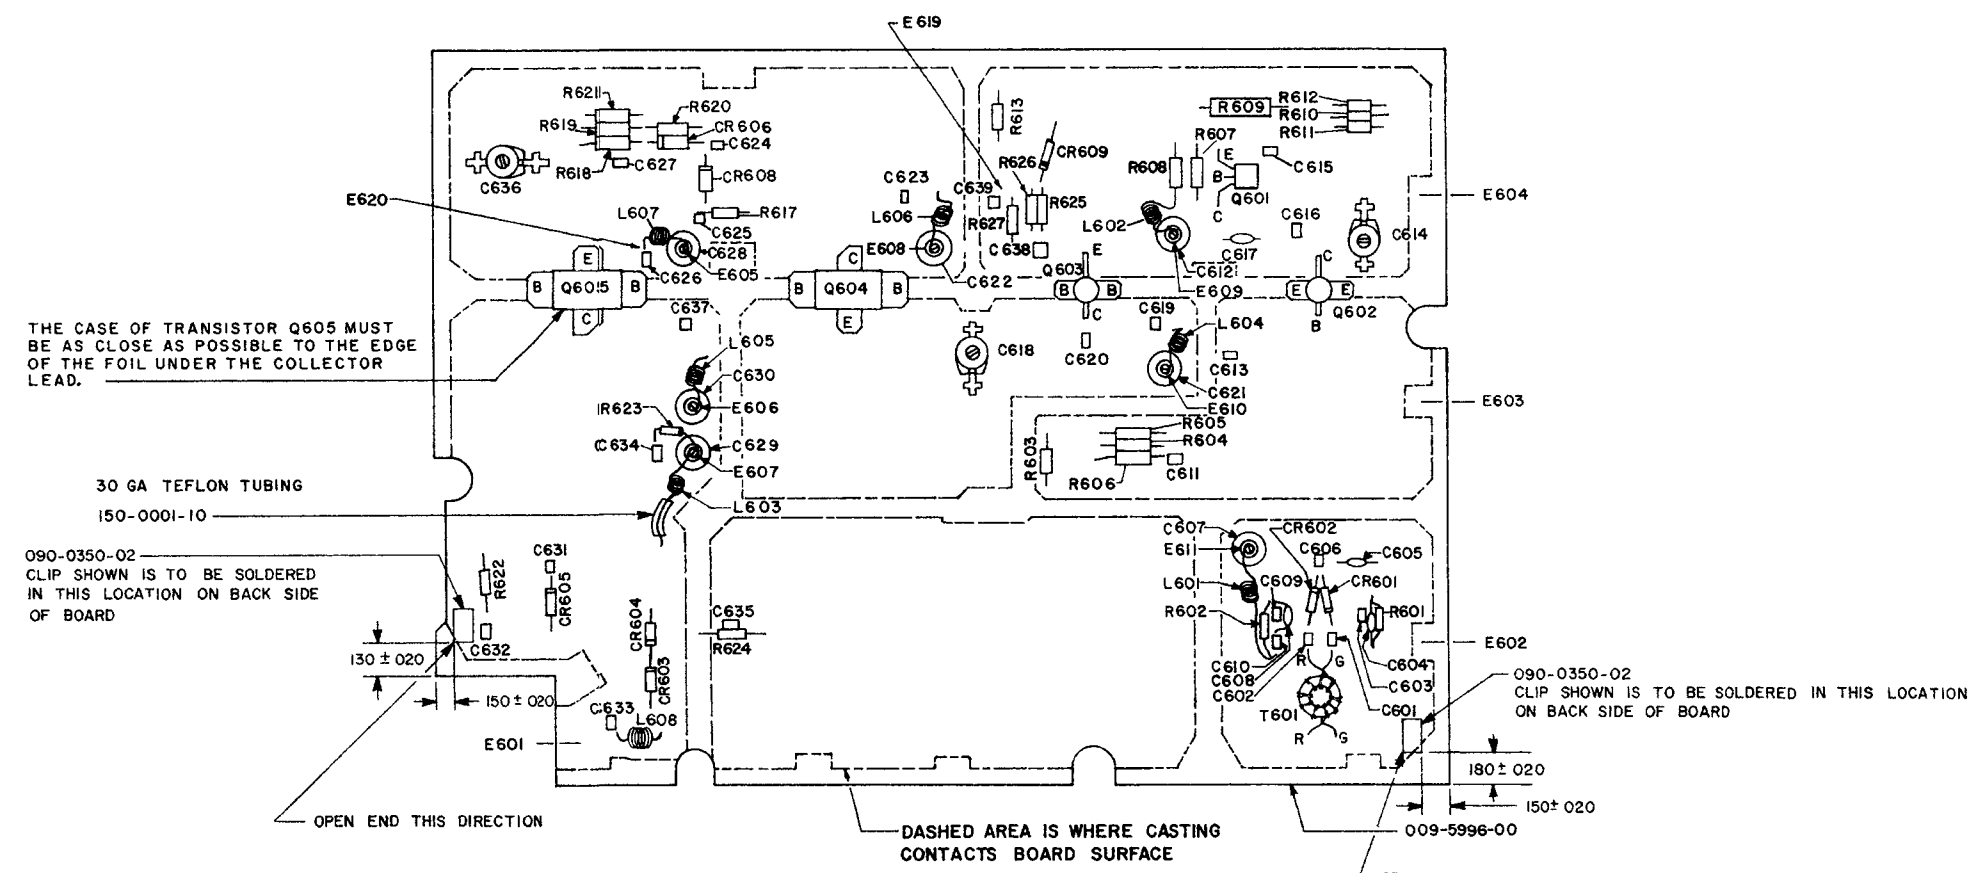 E619
R621
R620
R619
CR606
C624
R618
C627
CR608
C636
E620
L607
R617
C625
C628
E605
C626
C623
C639
L606
E608
C622
R613
R626
CR609
R625
R627
C638
R609
R612
R610
R611
R607
R608
E
B
C
Q601
C615
C616
C614
L602
C617
C612
E609
E604
B
E
Q605
C
B
B
C
Q604
E
B
Q603
E
B
B
C
C
E
E
Q602
B
C637
L605
C630
E606
R623
C634
C629
E607
L603
C618
C619
L604
C620
C613
C621
E610
E603
R605
R604
R603
R606
C611
THE CASE OF TRANSISTOR Q605 MUST
BE AS CLOSE AS POSSIBLE TO THE EDGE
OF THE FOIL UNDER THE COLLECTOR
LEAD.
30 GA TEFLON TUBING
150-0001-10
090-0350-02
CLIP SHOWN IS TO BE SOLDERED
IN THIS LOCATION ON BACK SIDE
OF BOARD
R622
C631
CR605
C632
CR604
CR603
C635
R624
C633
L608
E601
130 ± 020
150 ± 020
OPEN END THIS DIRECTION
C607
CR602
E611
C606
C605
L601
C609
CR601
R602
R601
E602
C610
C608
C602
R
G
C604
C603
C601
T601
R
G
090-0350-02
CLIP SHOWN IS TO BE SOLDERED IN THIS LOCATION
ON BACK SIDE OF BOARD
180 ± 020
150 ± 020
009-5996-00
DASHED AREA IS WHERE CASTING
CONTACTS BOARD SURFACE